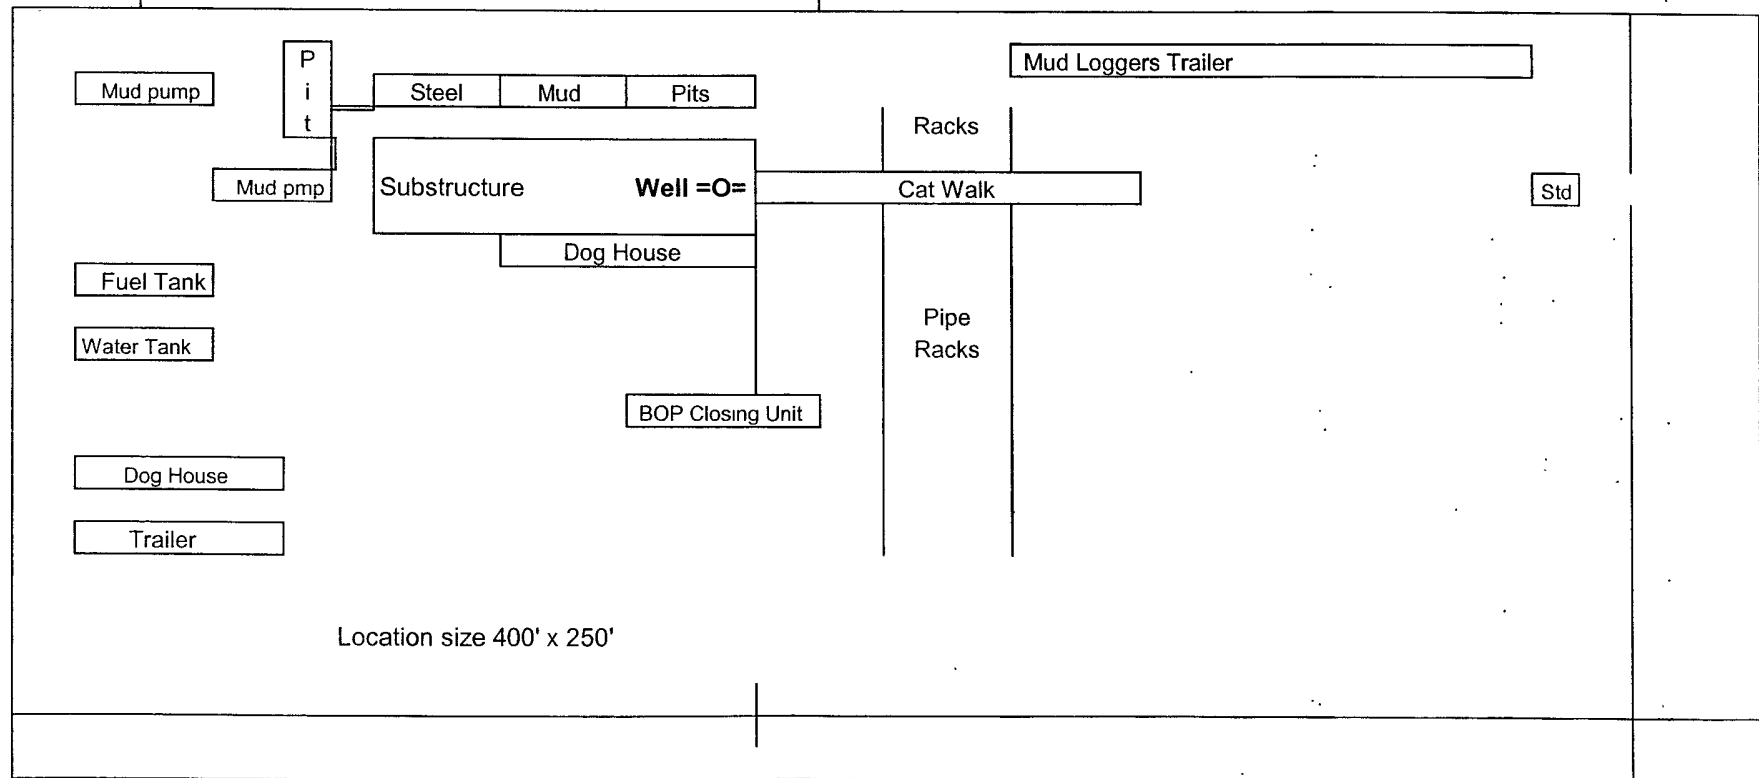 Mud Loggers Trailer
P
i
t
Mud pump
Steel Mud Pits
Racks
Mud pmp
Substructure Well =O=
Cat Walk
Std
Dog House
Fuel Tank
Pipe
Racks
Water Tank
BOP Closing Unit
Dog House
Trailer
Location size 400' x 250'